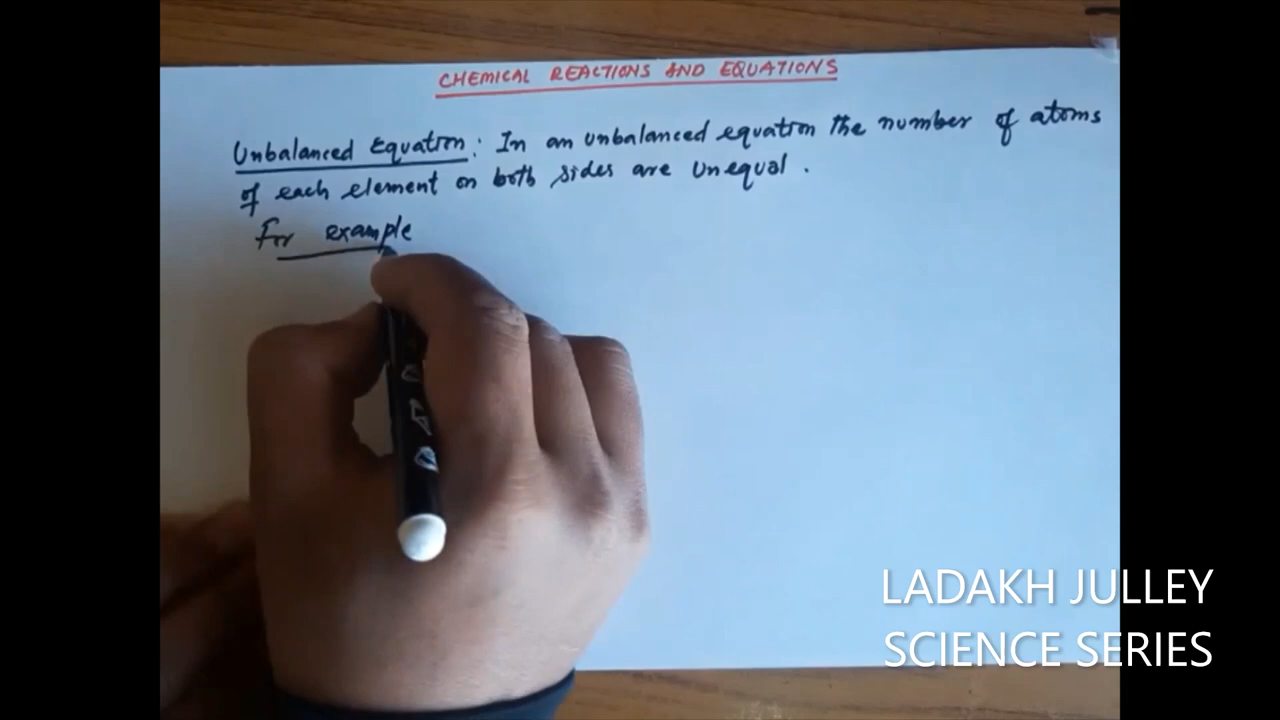 CHEMICAL REACTIONS AND EQUATIONS
Unbalanced Equation: In an unbalanced equation the number of atoms
of each element on both sides are unequal.
For example
LADAKH JULLEY
SCIENCE SERIES